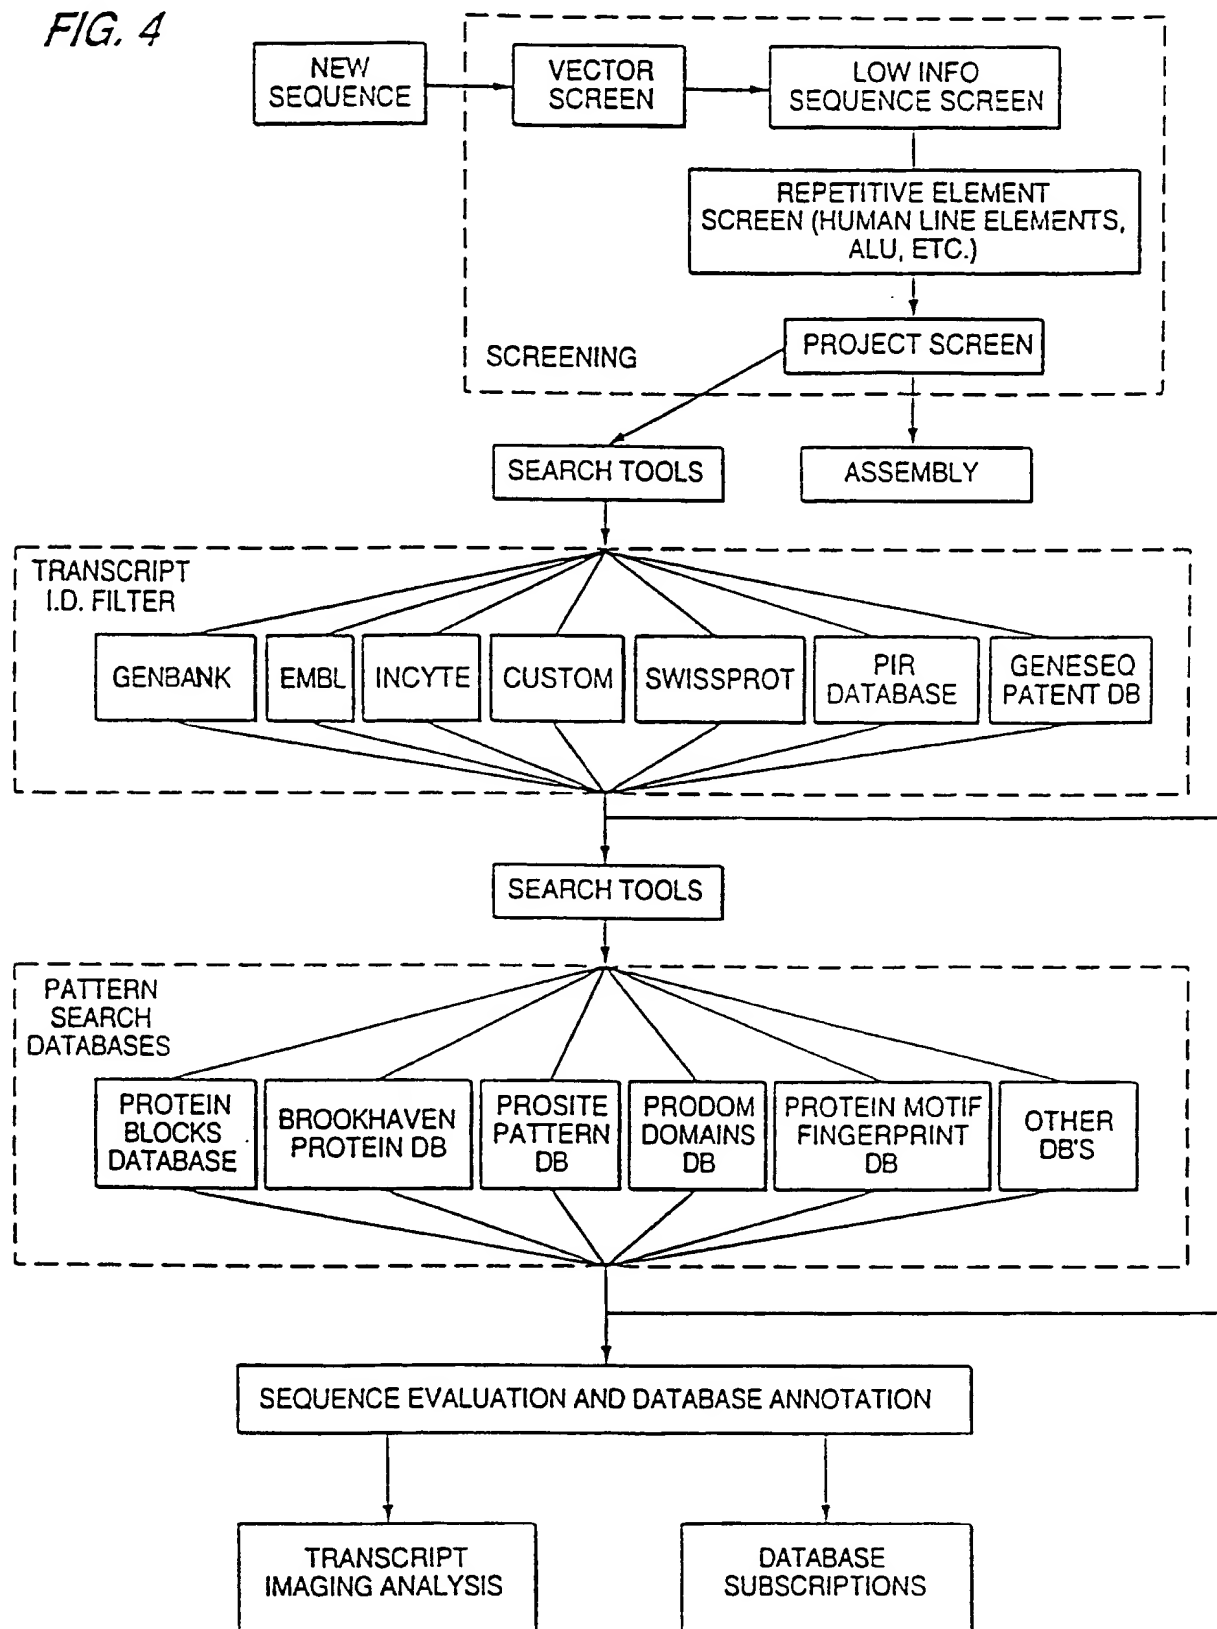 FIG. 4
NEW
SEQUENCE
VECTOR
SCREEN
LOW INFO
SEQUENCE SCREEN
REPETITIVE ELEMENT
SCREEN (HUMAN LINE ELEMENTS,
ALU, ETC.)
PROJECT SCREEN
SCREENING
SEARCH TOOLS
ASSEMBLY
TRANSCRIPT
I.D. FILTER
GENBANK
EMBL
INCYTE
CUSTOM
SWISSPROT
PIR
DATABASE
GENESEQ
PATENT DB
SEARCH TOOLS
PATTERN
SEARCH
DATABASES
PROTEIN
BLOCKS
DATABASE
BROOKHAVEN
PROTEIN DB
PROSITE
PATTERN
DB
PRODOM
DOMAINS
DB
PROTEIN MOTIF
FINGERPRINT
DB
OTHER
DB'S
SEQUENCE EVALUATION AND DATABASE ANNOTATION
TRANSCRIPT
IMAGING ANALYSIS
DATABASE
SUBSCRIPTIONS